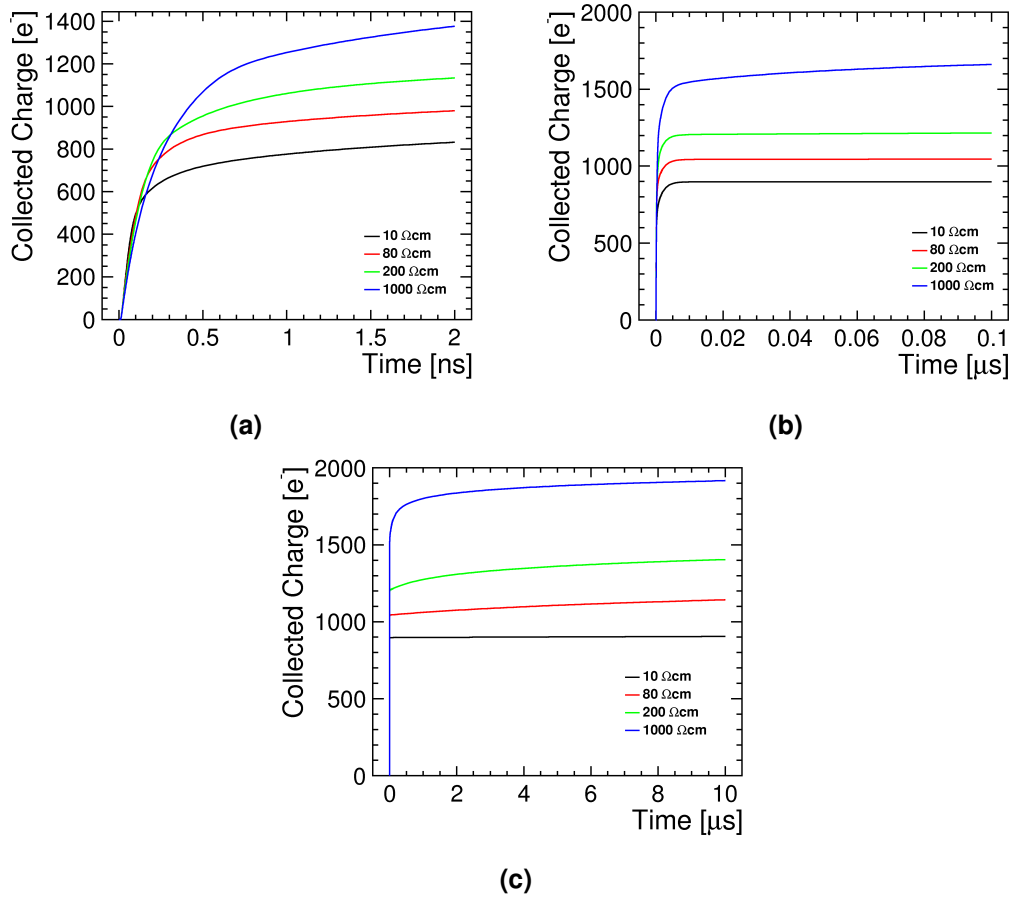 Collected Charge [e⁻]
1400
1200
1000
800
600
400
200
0
10 Ωcm
80 Ωcm
200 Ωcm
1000 Ωcm
0 0.5 1 1.5 2
Time [ns]
(a)
Collected Charge [e⁻]
2000
1500
1000
500
0
10 Ωcm
80 Ωcm
200 Ωcm
1000 Ωcm
0 0.02 0.04 0.06 0.08 0.1
Time [μs]
(b)
Collected Charge [e⁻]
2000
1500
1000
500
0
10 Ωcm
80 Ωcm
200 Ωcm
1000 Ωcm
0 2 4 6 8 10
Time [μs]
(c)